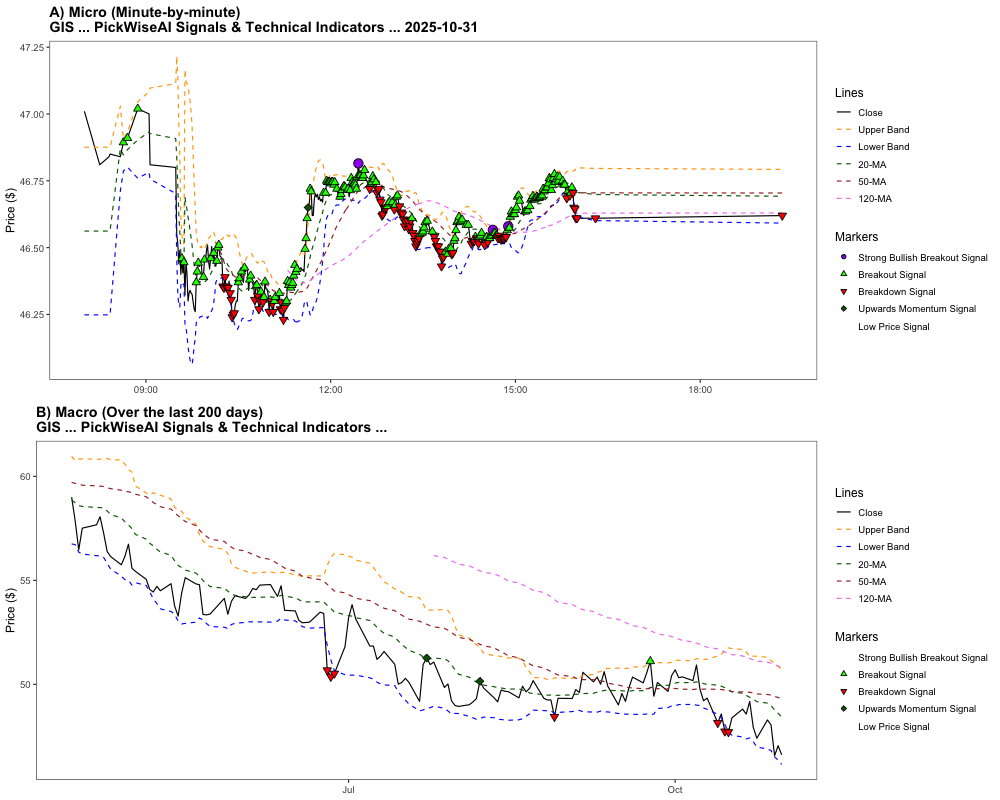 A) Micro (Minute-by-minute)
GIS ... PickWiseAI Signals & Technical Indicators ... 2025-10-31
Price ($)
47.25
47.00
46.75
46.50
46.25
09:00
12:00
15:00
18:00
Lines
Close
Upper Band
Lower Band
20-MA
50-MA
120-MA
Markers
Strong Bullish Breakout Signal
Breakout Signal
Breakdown Signal
Upwards Momentum Signal
Low Price Signal
B) Macro (Over the last 200 days)
GIS ... PickWiseAI Signals & Technical Indicators ...
Price ($)
60
55
50
Jul
Oct
Lines
Close
Upper Band
Lower Band
20-MA
50-MA
120-MA
Markers
Strong Bullish Breakout Signal
Breakout Signal
Breakdown Signal
Upwards Momentum Signal
Low Price Signal